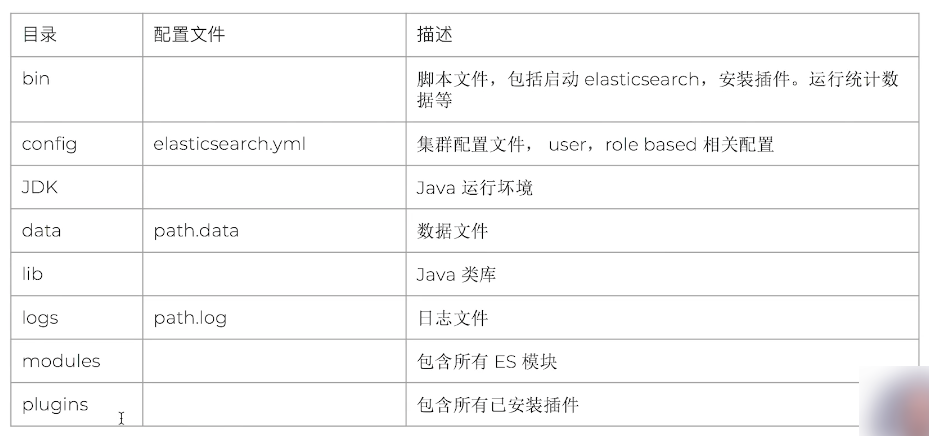 目录 配置文件 描述
bin 脚本文件，包括启动 elasticsearch，安装插件。运行统计数
据等
config elasticsearch.yml 集群配置文件， user，role based 相关配置
JDK Java 运行坏境
data path.data 数据文件
lib Java 类库
logs path.log 日志文件
modules 包含所有 ES 模块
plugins 包含所有已安装插件